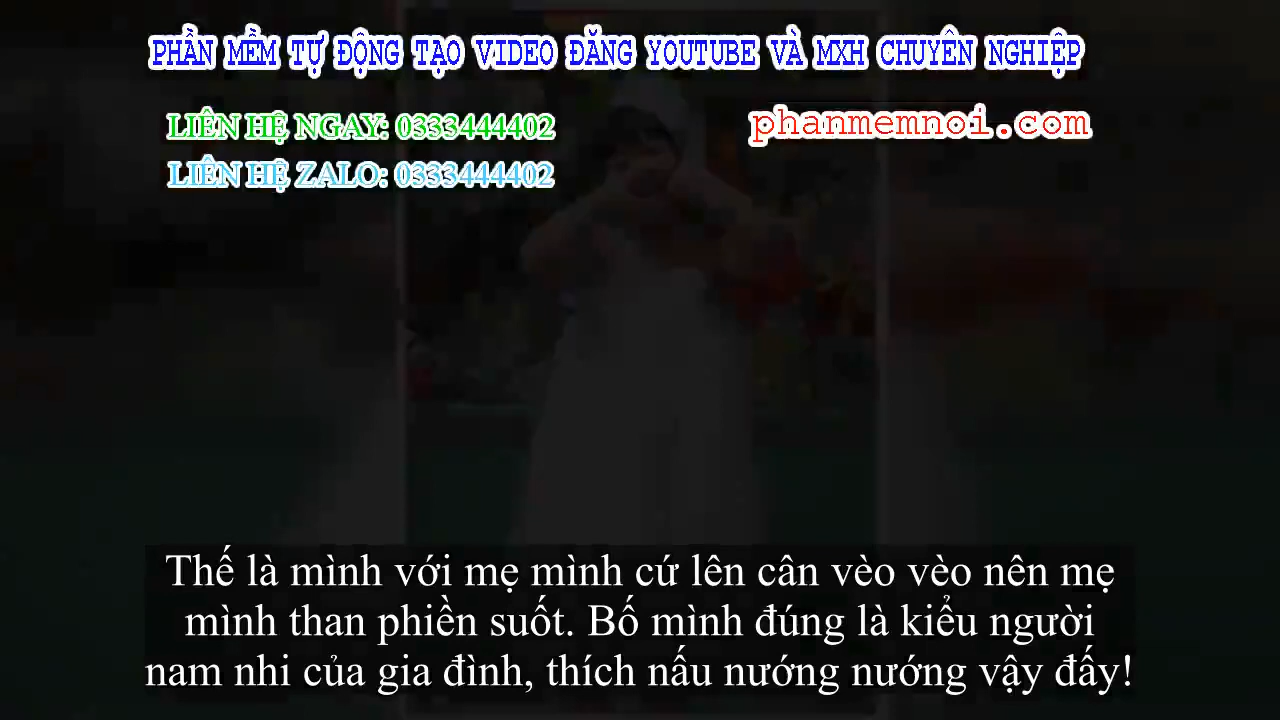 PHẦN MỀM TỰ ĐỘNG TẠO VIDEO ĐĂNG YOUTUBE VÀ MXH CHUYÊN NGHIỆP
LIÊN HỆ NGAY: 0333444402
phanmemnoi.com
LIÊN HỆ ZALO: 0333444402
Thế là mình với mẹ mình cứ lên cân vèo vèo nên mẹ
mình than phiền suốt. Bố mình đúng là kiểu người
nam nhi của gia đình, thích nấu nướng nướng vậy đấy!